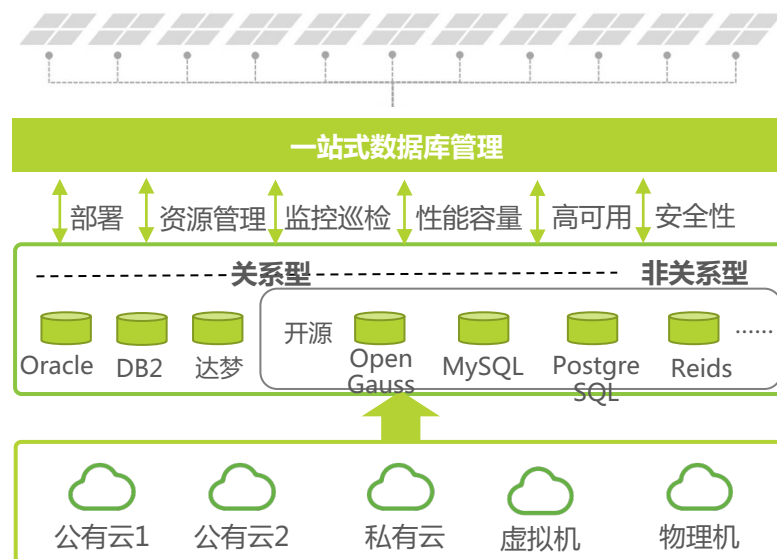 一站式数据库管理
部署 资源管理 监控巡检 性能容量 高可用 安全性
关系型 非关系型
开源 ......
Oracle DB2 达梦 Open Gauss MySQL Postgre SQL Reids
公有云1 公有云2 私有云 虚拟机 物理机